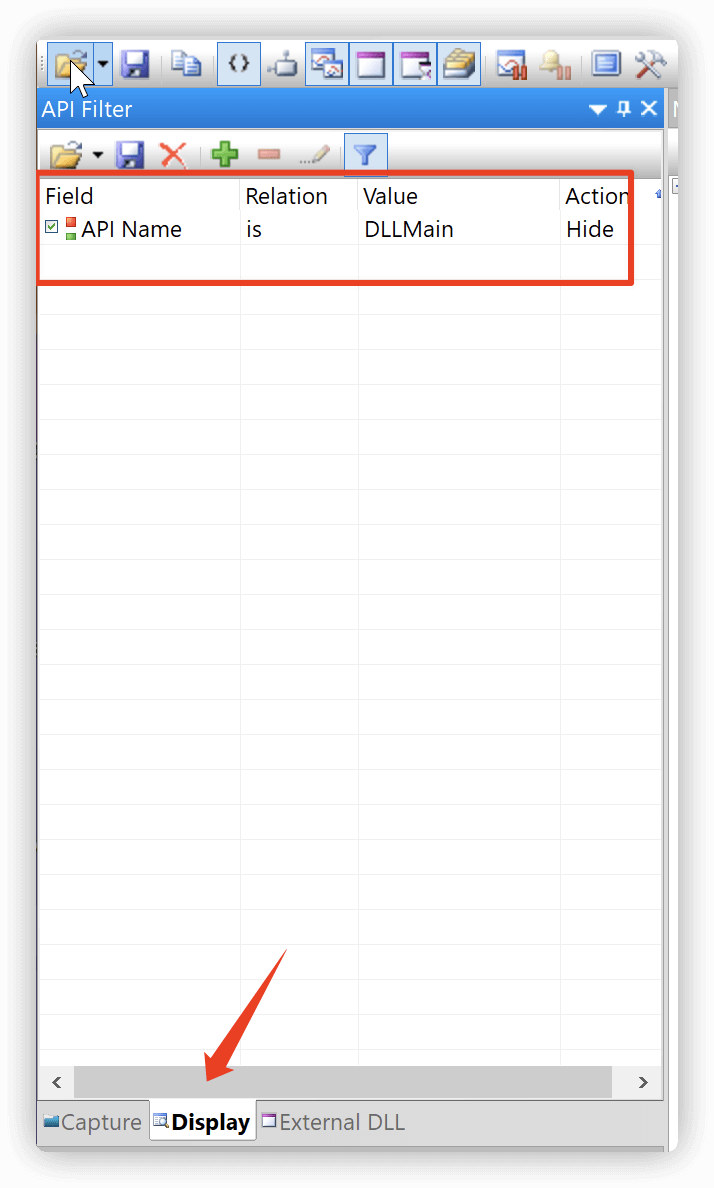 API Filter
Field Relation Value Action
API Name is DLLMain Hide
Capture Display External DLL